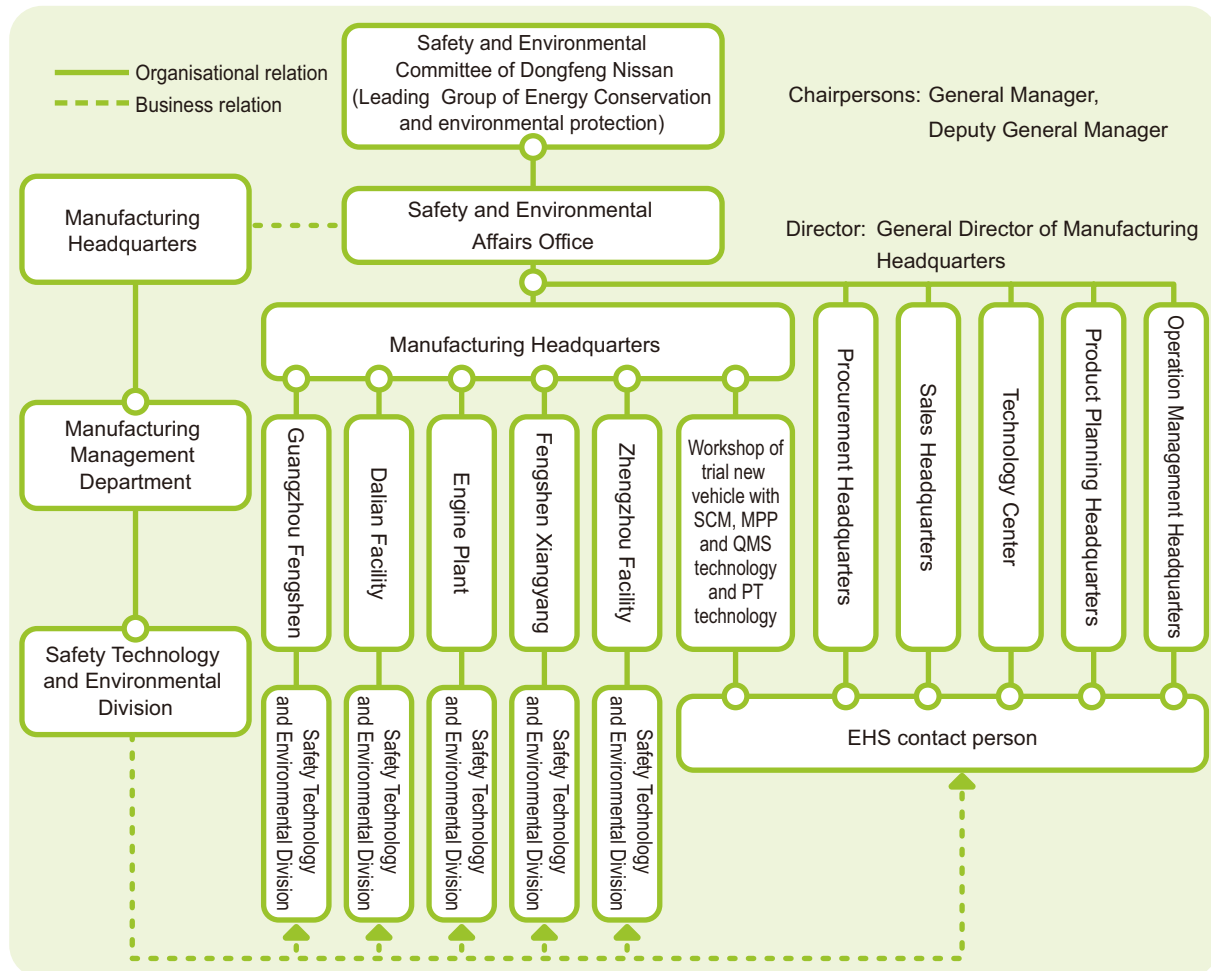 Safety and Environmental
Committee of Dongfeng Nissan
(Leading Group of Energy Conservation
and environmental protection)
Organisational relation
Business relation
Chairpersons: General Manager,
Deputy General Manager
Manufacturing
Headquarters
Safety and Environmental
Affairs Office
Director: General Director of Manufacturing
Headquarters
Manufacturing Headquarters
Procurement Headquarters
Sales Headquarters
Technology Center
Product Planning Headquarters
Operation Management Headquarters
Manufacturing
Management
Department
Guangzhou Fengshen
Dalian Facility
Engine Plant
Fengshen Xiangyang
Zhengzhou Facility
Workshop of
trial new
vehicle with
SCM, MPP
and QMS
technology
and PT
technology
Safety Technology
and Environmental
Division
Safety Technology
and Environmental Division
Safety Technology
and Environmental Division
Safety Technology
and Environmental Division
Safety Technology
and Environmental Division
Safety Technology
and Environmental Division
EHS contact person